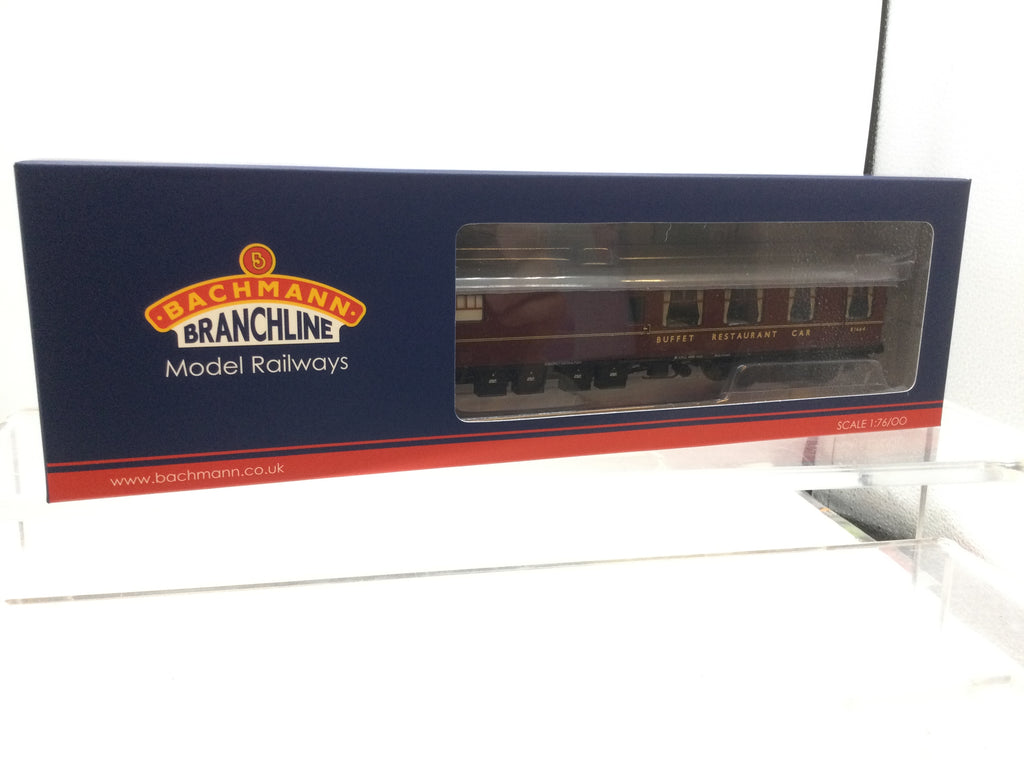 BACHMANN
BRANCHLINE
Model Railways
BUFFET RESTAURANT CAR
SCALE 1:76/OO
www.bachmann.co.uk